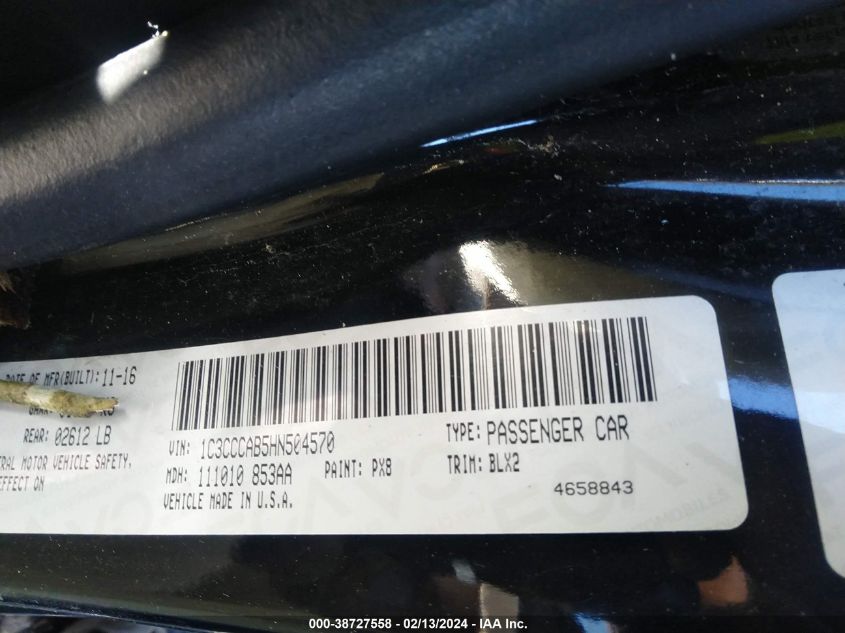 DATE OF MFR(BUILT): 11-16
REAR: 02612 LB
MOTOR VEHICLE SAFETY,
EFFECT ON
VIN: 1C3CCCAB5HN504570
TYPE: PASSENGER CAR
MDH: 111010 853AA
PAINT: PX8
TRIM: BLX2
VEHICLE MADE IN U.S.A.
4658843
000-38727558 - 02/13/2024 - IAA Inc.